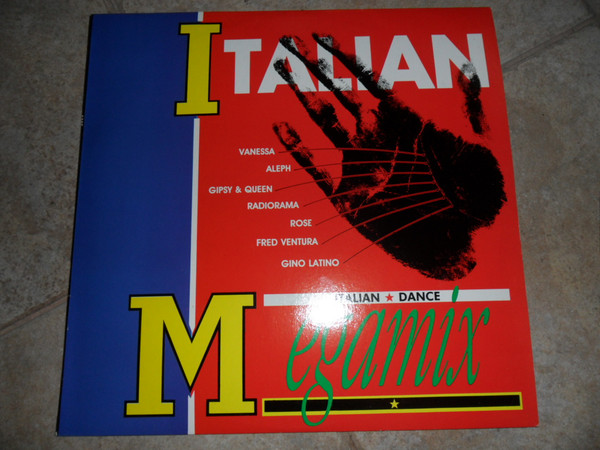 ITALIAN
VANESSA
ALEPH
GIPSY & QUEEN
RADIORAMA
ROSE
FRED VENTURA
GINO LATINO
ITALIAN ★ DANCE
Megamix